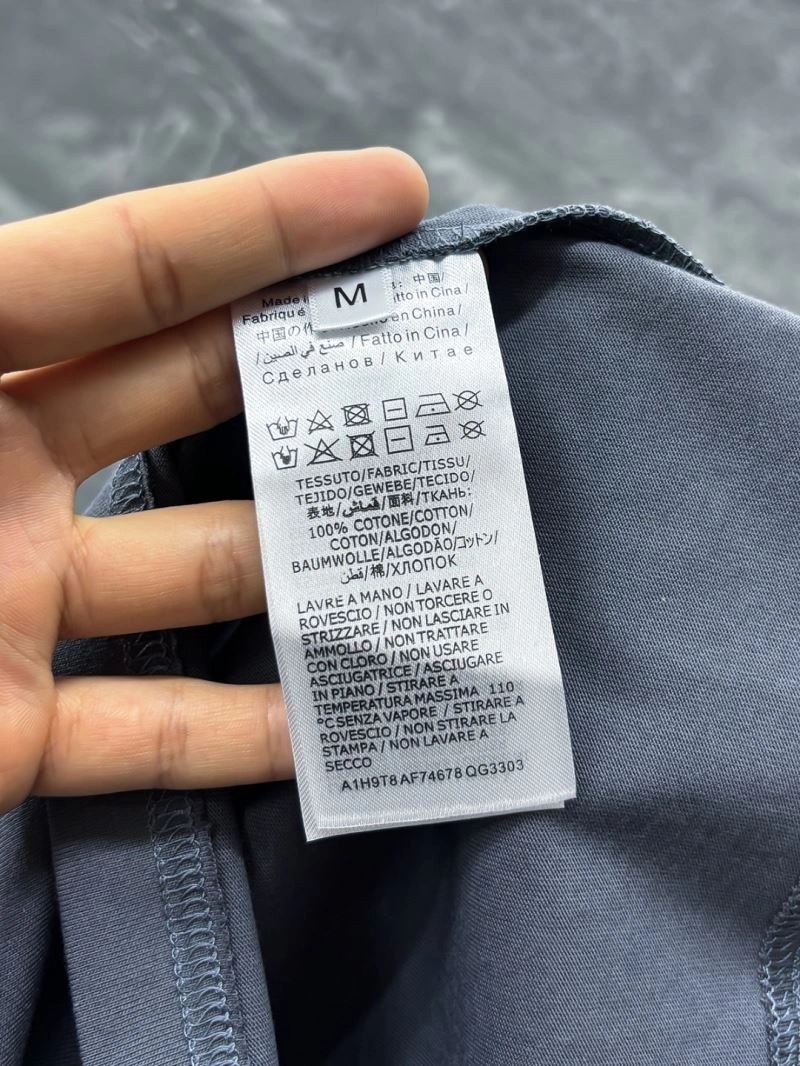 M
Made
中国/
Fabriqué
itto in Cina/
中国の
en China/
صنع في الصين / Fatto in Cina/
Сделанов / Китае
TESSUTO/FABRIC/TISSU/
TEJIDO/GEWEBE/TECIDO/
表地/قماش/面料/ТКАНЬ:
100% COTONE/COTTON/
COTON/ALGODON/
BAUMWOLLE/ALGODÃO/コットン/
قطن/棉/ХЛОПОК
LAVRE A MANO / LAVARE A
ROVESCIO / NON TORCERE O
STRIZZARE / NON LASCIARE IN
AMMOLLO / NON TRATTARE
CON CLORO / NON USARE
ASCIUGATRICE / ASCIUGARE
IN PIANO / STIRARE A
TEMPERATURA MASSIMA 110
°C SENZA VAPORE / STIRARE A
ROVESCIO / NON STIRARE LA
STAMPA / NON LAVARE A
SECCO
A1H9T8AF74678 QG3303